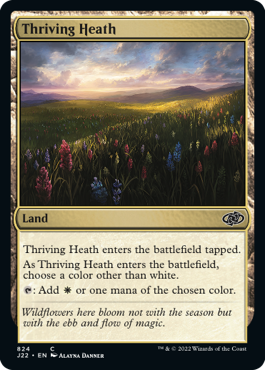 Thriving Heath
Land
Thriving Heath enters the battlefield tapped.
As Thriving Heath enters the battlefield,
choose a color other than white.
: Add or one mana of the chosen color.
Wildflowers here bloom not with the season but
with the ebb and flow of magic.
824 C
J22 • EN ALAYNA DANNER
™ & © 2022 Wizards of the Coast